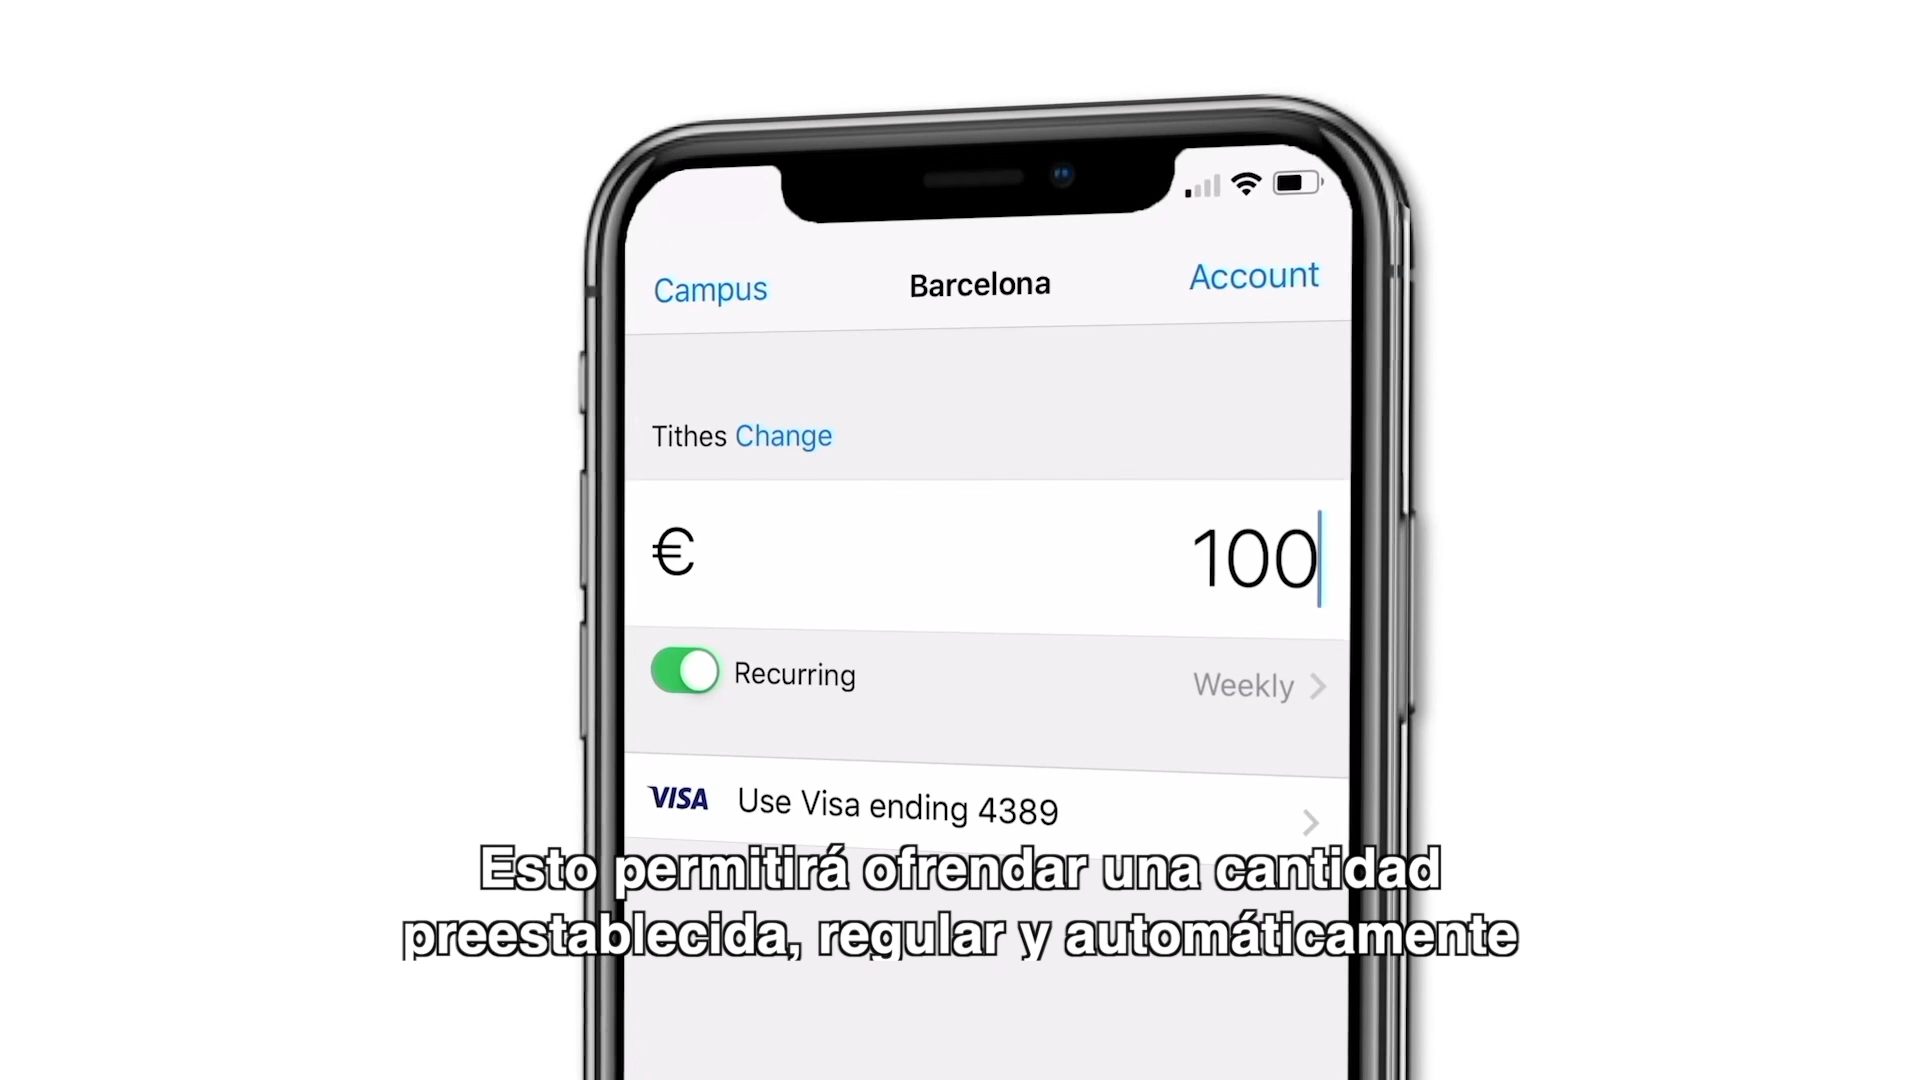 Campus Barcelona Account
Tithes Change
€ 100
Recurring Weekly
VISA Use Visa ending 4389
Esto permitirá ofrendar una cantidad
preestablecida, regular y automáticamente